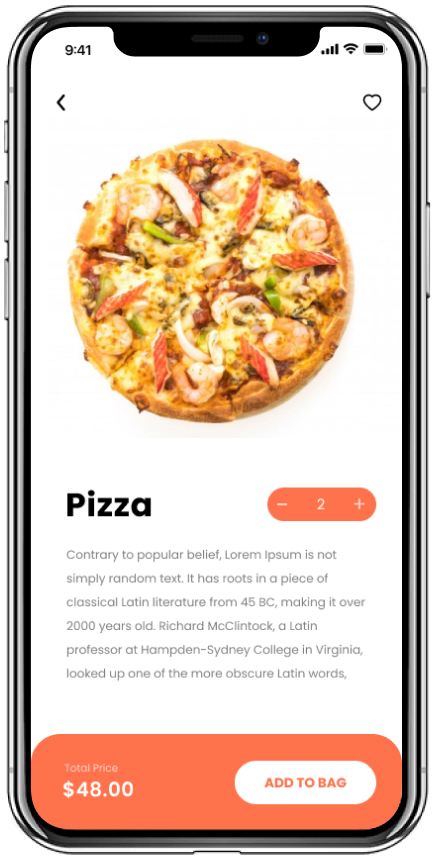 9:41
Pizza
− 2 +
Contrary to popular belief, Lorem Ipsum is not
simply random text. It has roots in a piece of
classical Latin literature from 45 BC, making it over
2000 years old. Richard McClintock, a Latin
professor at Hampden-Sydney College in Virginia,
looked up one of the more obscure Latin words,
Total Price
$48.00
ADD TO BAG